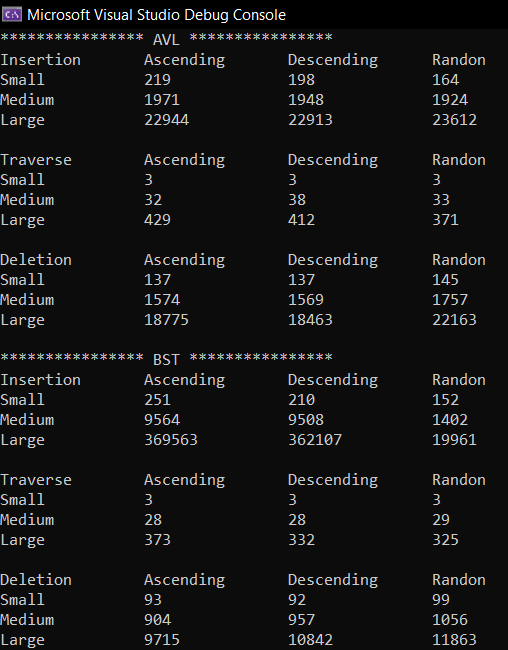 Microsoft Visual Studio Debug Console
**************** AVL ****************
Insertion Ascending Descending Randon
Small 219 198 164
Medium 1971 1948 1924
Large 22944 22913 23612
Traverse Ascending Descending Randon
Small 3 3 3
Medium 32 38 33
Large 429 412 371
Deletion Ascending Descending Randon
Small 137 137 145
Medium 1574 1569 1757
Large 18775 18463 22163
**************** BST ****************
Insertion Ascending Descending Randon
Small 251 210 152
Medium 9564 9508 1402
Large 369563 362107 19961
Traverse Ascending Descending Randon
Small 3 3 3
Medium 28 28 29
Large 373 332 325
Deletion Ascending Descending Randon
Small 93 92 99
Medium 904 957 1056
Large 9715 10842 11863